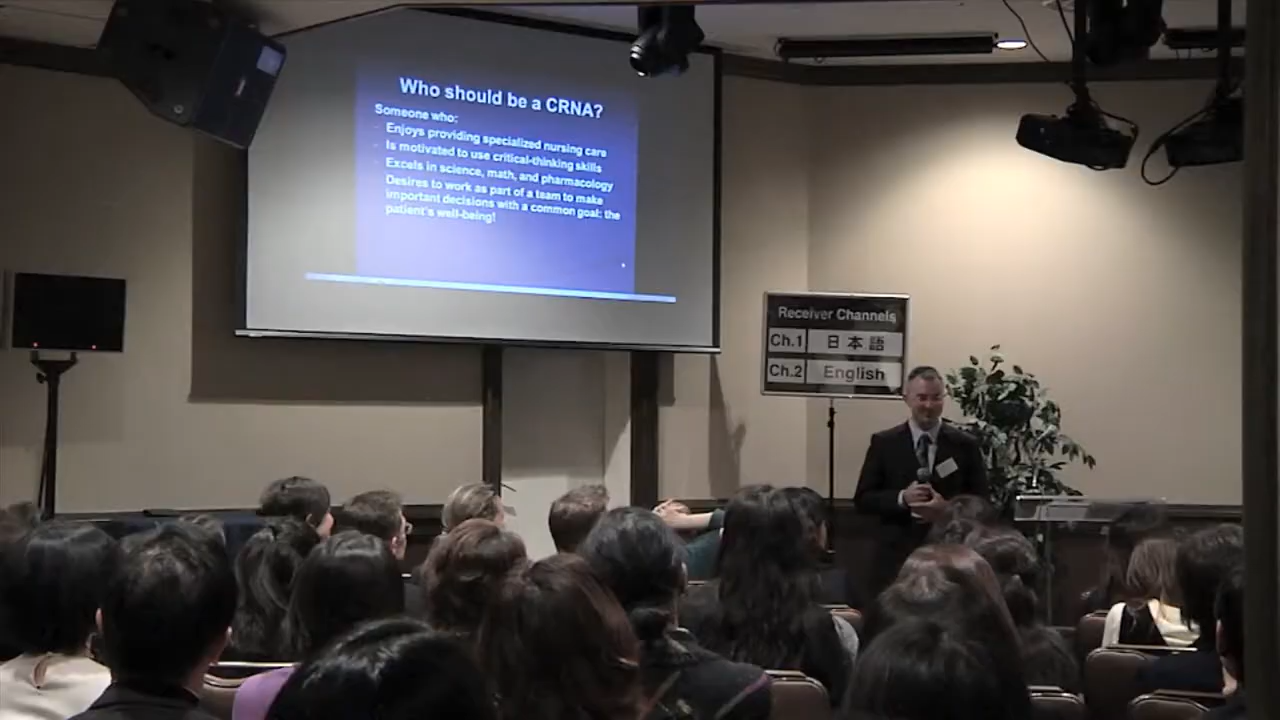 Who should be a CRNA?
Someone who:
- Enjoys providing specialized nursing care
- Is motivated to use critical-thinking skills
- Excels in science, math, and pharmacology
Desires to work as part of a team to make
important decisions with a common goal: the
patient's well-being!
Receiver Channels
Ch.1 日本語
Ch.2 English